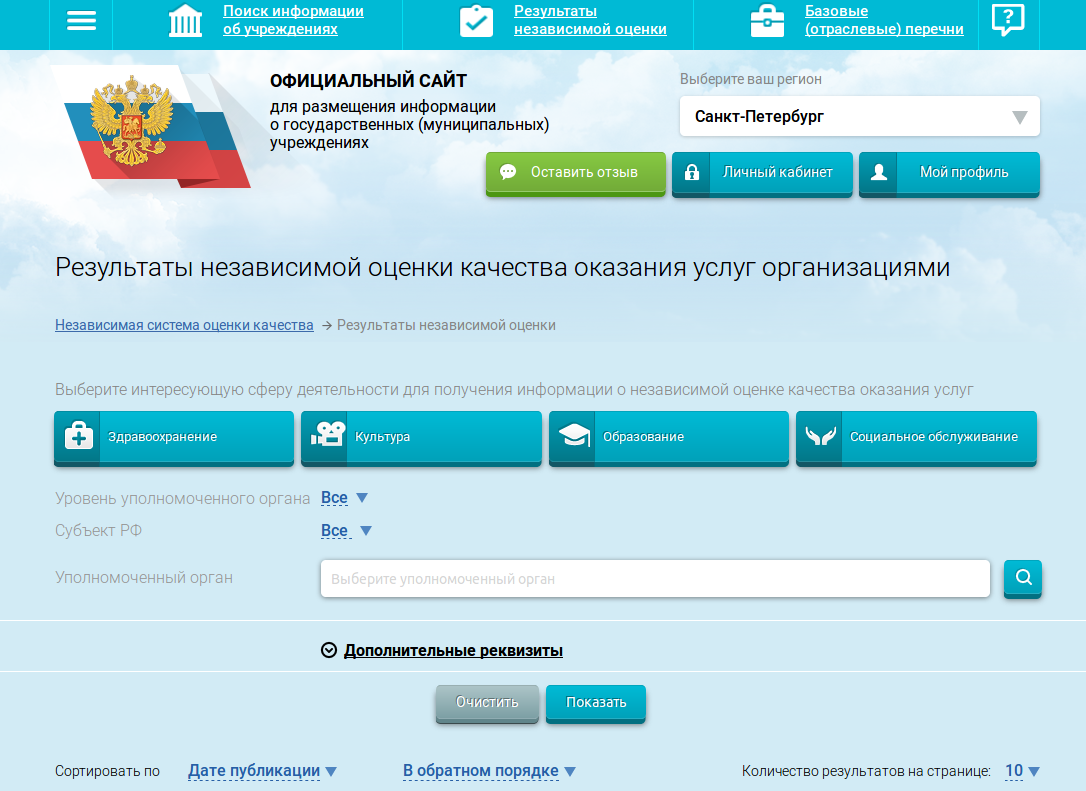 Поиск информации
об учреждениях
Результаты
независимой оценки
Базовые
(отраслевые) перечни
?
ОФИЦИАЛЬНЫЙ САЙТ
для размещения информации
о государственных (муниципальных)
учреждениях
Выберите ваш регион
Санкт-Петербург
Оставить отзыв
Личный кабинет
Мой профиль
Результаты независимой оценки качества оказания услуг организациями
Независимая система оценки качества → Результаты независимой оценки
Выберите интересующую сферу деятельности для получения информации о независимой оценке качества оказания услуг
Здравоохранение
Культура
Образование
Социальное обслуживание
Уровень уполномоченного органа Все
Субъект РФ Все
Уполномоченный орган Выберите уполномоченный орган
Дополнительные реквизиты
Очистить
Показать
Сортировать по Дате публикации В обратном порядке Количество результатов на странице: 10